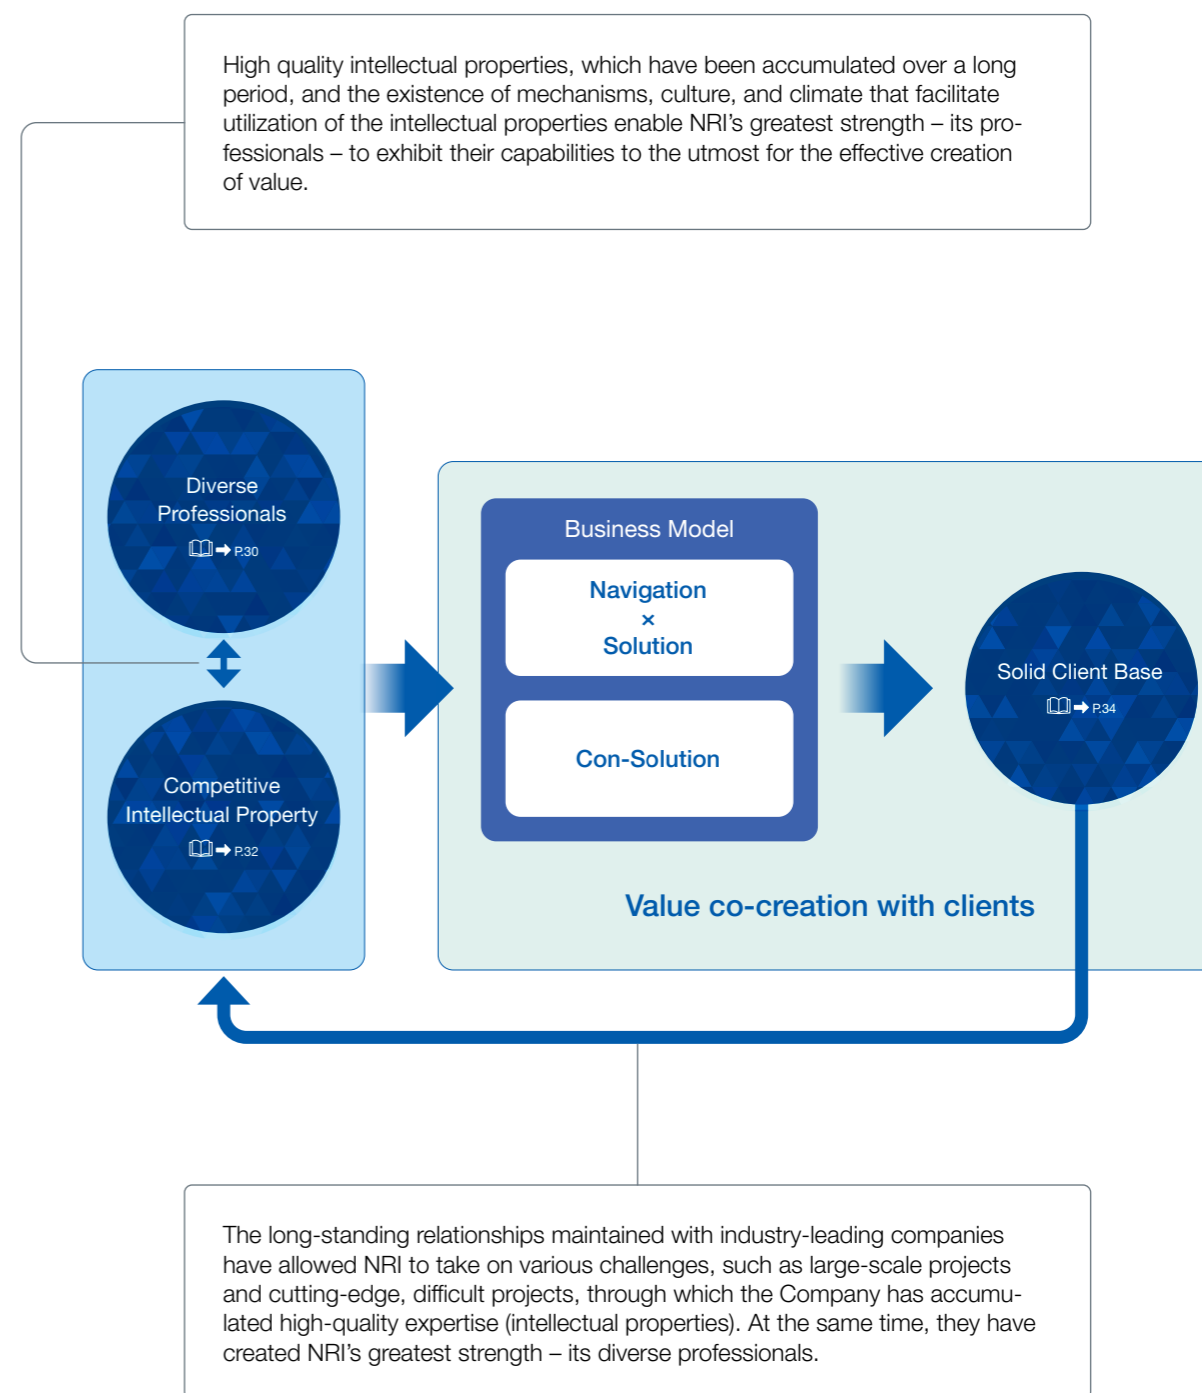 High quality intellectual properties, which have been accumulated over a long
period, and the existence of mechanisms, culture, and climate that facilitate
utilization of the intellectual properties enable NRI’s greatest strength – its pro-
fessionals – to exhibit their capabilities to the utmost for the effective creation
of value.
Diverse
Professionals
P.30
Competitive
Intellectual Property
P.32
Business Model
Navigation
×
Solution
Con-Solution
Solid Client Base
P.34
Value co-creation with clients
The long-standing relationships maintained with industry-leading companies
have allowed NRI to take on various challenges, such as large-scale projects
and cutting-edge, difficult projects, through which the Company has accumu-
lated high-quality expertise (intellectual properties). At the same time, they have
created NRI’s greatest strength – its diverse professionals.